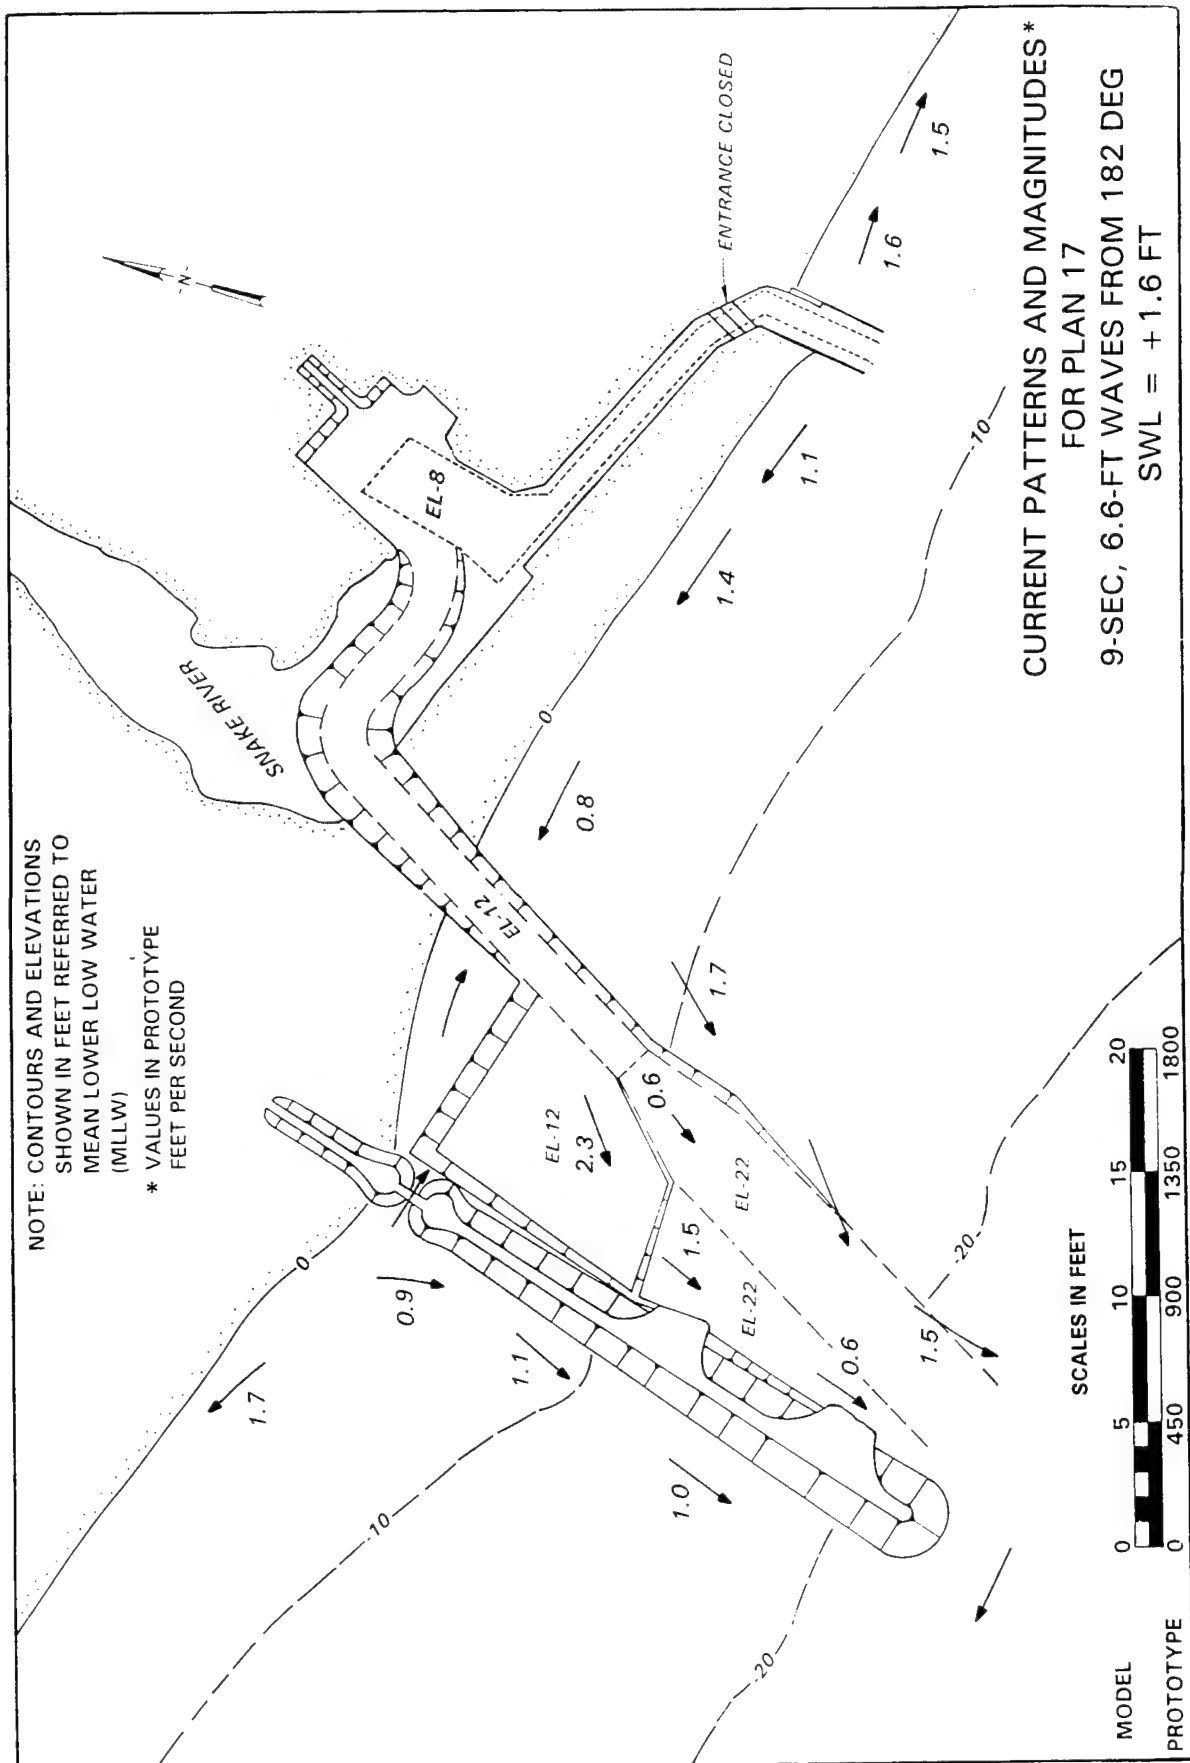 NOTE: CONTOURS AND ELEVATIONS
SHOWN IN FEET REFERRED TO
MEAN LOWER LOW WATER
(MLLW)
* VALUES IN PROTOTYPE
FEET PER SECOND
SNAKE RIVER
N
EL-8
ENTRANCE CLOSED
EL-12
EL-12
2.3
0.6
EL-22
1.5
EL-22
0.6
1.5
1.7
0.8
1.4
1.1
1.6
1.5
0.9
1.1
1.7
1.0
0
0
-10
-10
-20
-20
CURRENT PATTERNS AND MAGNITUDES*
FOR PLAN 17
9-SEC, 6.6-FT WAVES FROM 182 DEG
SWL = +1.6 FT
SCALES IN FEET
MODEL 0 5 10 15 20
PROTOTYPE 0 450 900 1350 1800